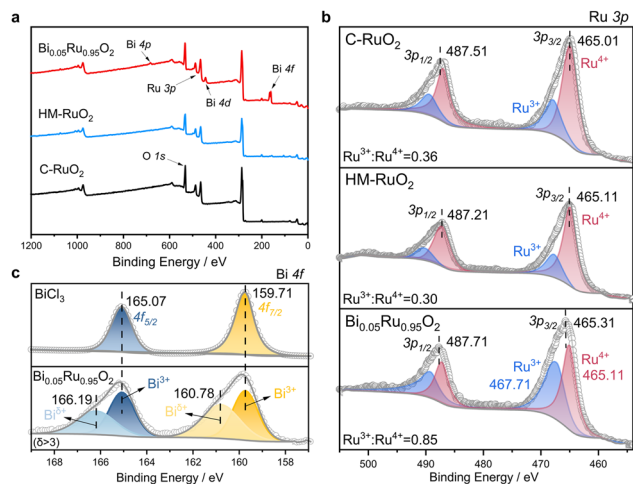 a
Bi0.05Ru0.95O2
Bi 4p
Bi 4f
Ru 3p
Bi 4d
HM-RuO2
O 1s
C-RuO2
1200 1000 800 600 400 200 0
Binding Energy / eV
b
Ru 3p
C-RuO2
3p1/2
487.51
3p3/2
465.01
Ru4+
Ru3+
Ru3+:Ru4+=0.36
HM-RuO2
3p1/2
487.21
3p3/2
465.11
Ru4+
Ru3+
Ru3+:Ru4+=0.30
Bi0.05Ru0.95O2
3p1/2
487.71
3p3/2
465.31
Ru3+
467.71
Ru4+
465.11
Ru3+:Ru4+=0.85
505 495 485 475 465
Binding Energy / eV
c
Bi 4f
BiCl3
165.07
4f5/2
159.71
4f7/2
Bi0.05Ru0.95O2
166.19
Bi3+
160.78
Bi3+
Biδ+
Biδ+
(δ>3)
168 166 164 162 160 158
Binding Energy / eV